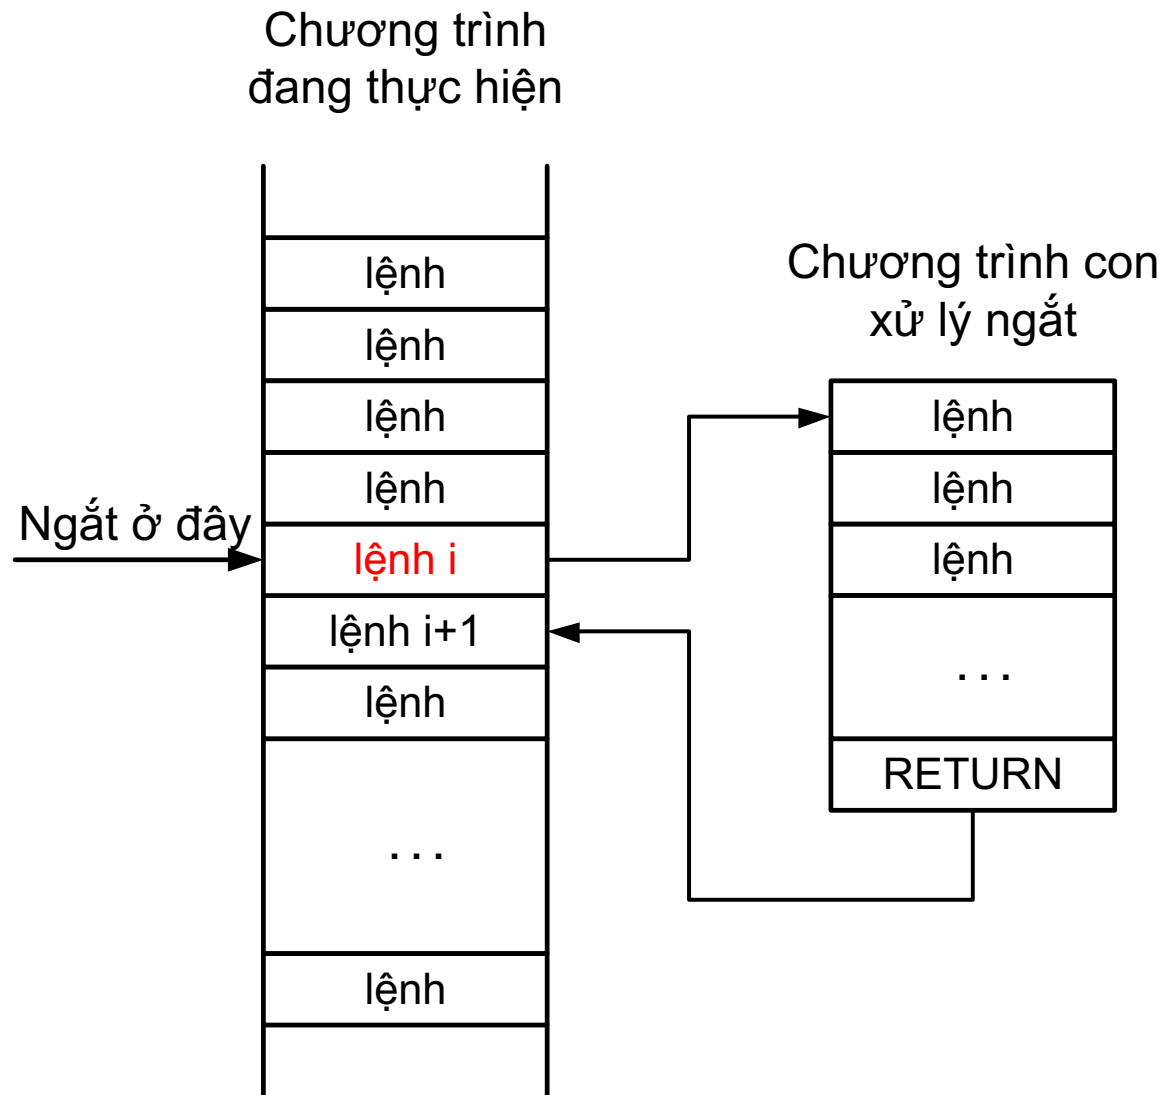 Chương trình
đang thực hiện
lệnh
lệnh
lệnh
lệnh
Ngắt ở đây
lệnh i
lệnh i+1
lệnh
. . .
lệnh
Chương trình con
xử lý ngắt
lệnh
lệnh
lệnh
. . .
RETURN